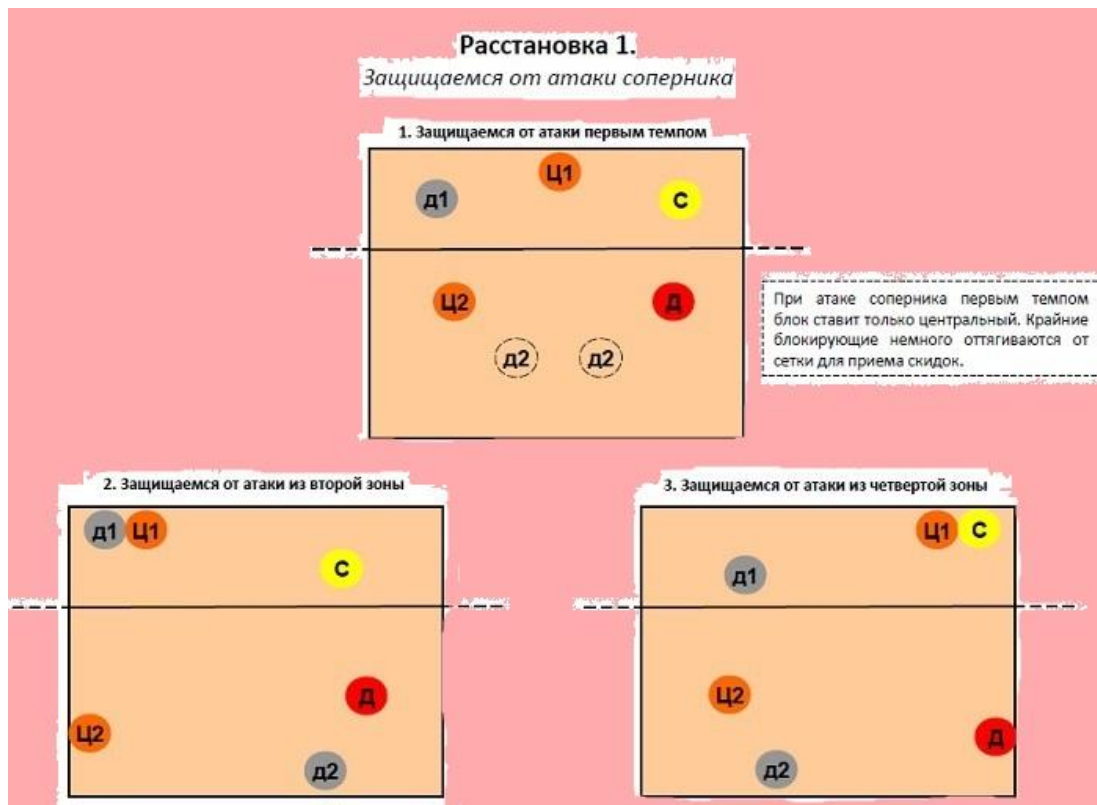 Расстановка 1.
Защищаемся от атаки соперника
1. Защищаемся от атаки первым темпом
Ц1
д1
С
Ц2
Д
д2
д2
При атаке соперника первым темпом
блок ставит только центральный. Крайние
блокирующие немного оттягиваются от
сетки для приема скидок.
2. Защищаемся от атаки из второй зоны
д1
Ц1
С
Д
Ц2
д2
3. Защищаемся от атаки из четвертой зоны
Ц1
С
д1
Ц2
Д
д2